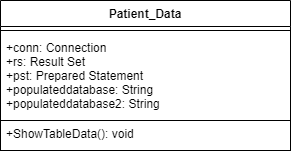 Patient_Data
+conn: Connection
+rs: Result Set
+pst: Prepared Statement
+populateddatabase: String
+populateddatabase2: String
+ShowTableData(): void